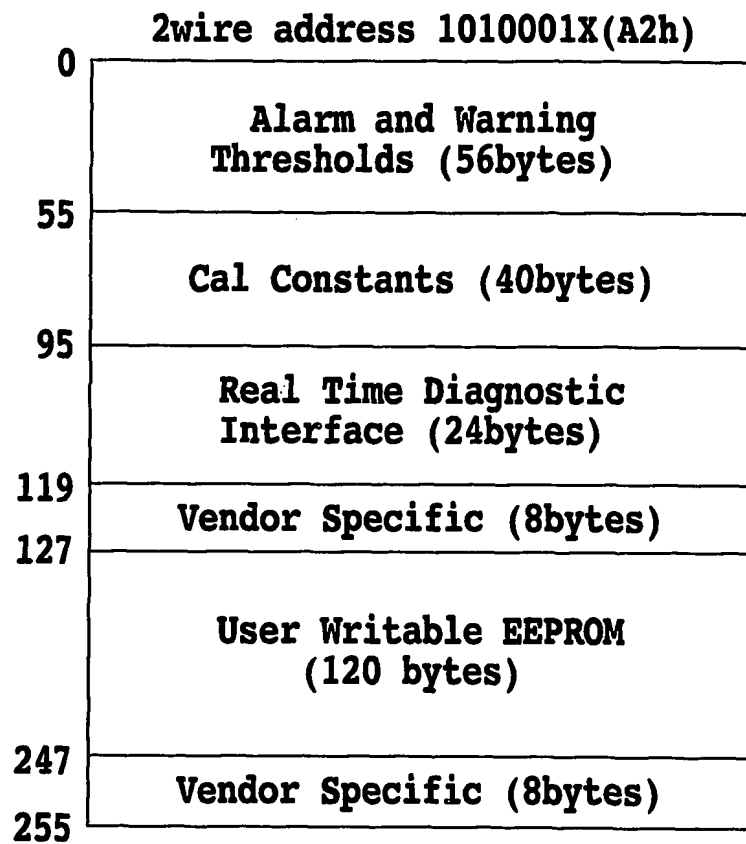 2wire address 1010001X(A2h)
0
Alarm and Warning
Thresholds (56bytes)
55
Cal Constants (40bytes)
95
Real Time Diagnostic
Interface (24bytes)
119
Vendor Specific (8bytes)
127
User Writable EEPROM
(120 bytes)
247
Vendor Specific (8bytes)
255